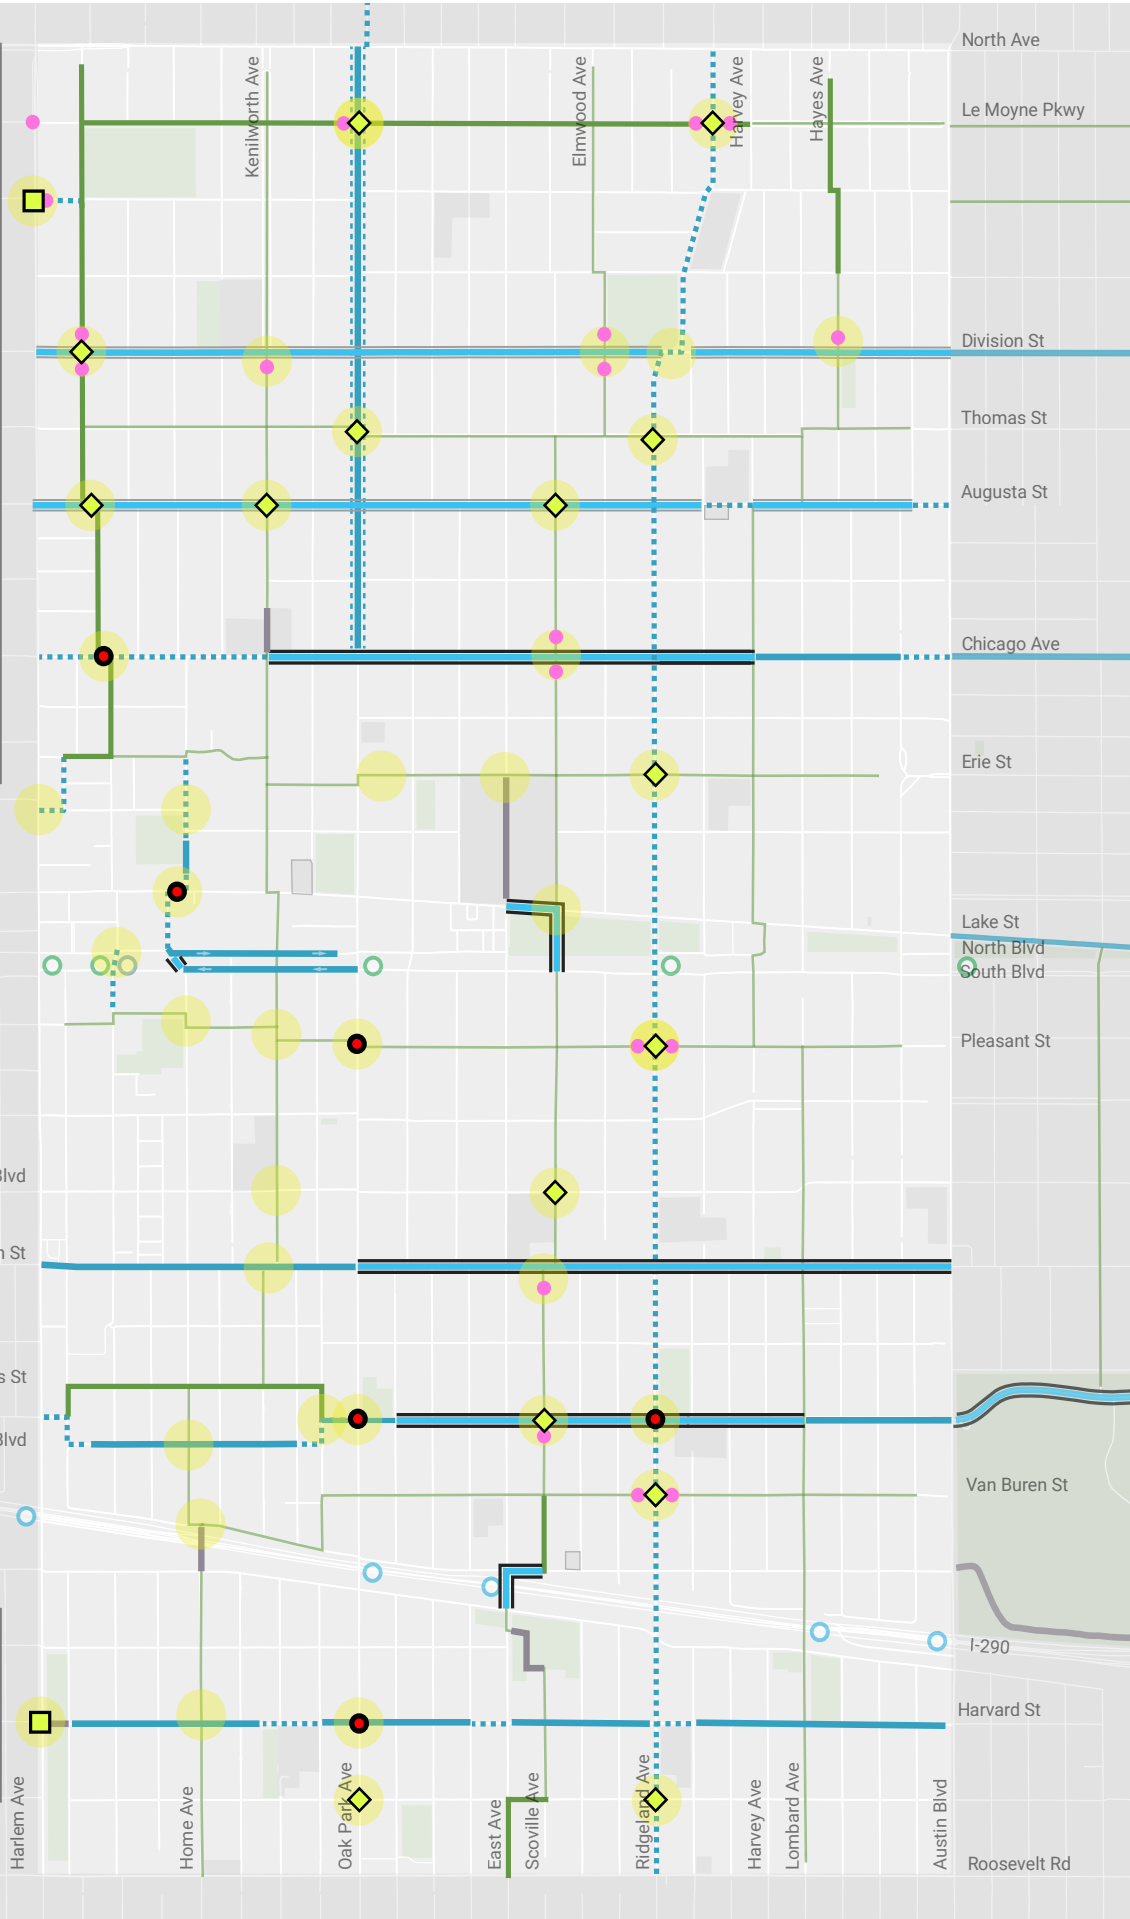 North Ave
Kenilworth Ave
Elmwood Ave
Harvey Ave
Hayes Ave
Le Moyne Pkwy
Division St
Thomas St
Augusta St
Chicago Ave
Erie St
Lake St
North Blvd
South Blvd
Pleasant St
Blvd
St
s St
Blvd
Van Buren St
I-290
Harvard St
Harlem Ave
Home Ave
Oak Park Ave
East Ave
Scoville Ave
Ridgeland Ave
Harvey Ave
Lombard Ave
Austin Blvd
Roosevelt Rd